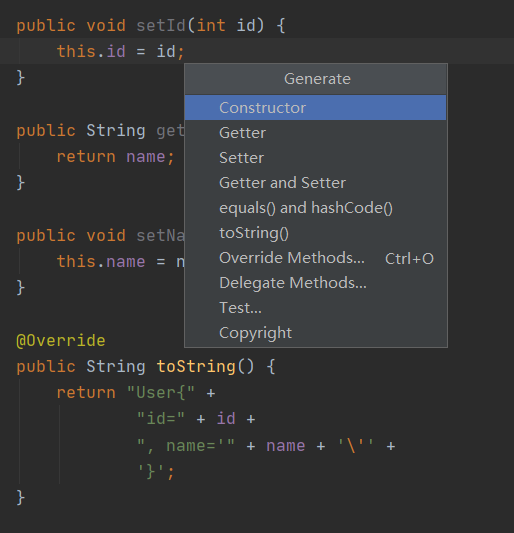 public void setId(int id) {
this.id = id;
}
public String get
return name;
}
public void setNa
this.name = n
}
@Override
public String toString() {
return "User{" +
"id=" + id +
", name='" + name + '\'' +
'}';
}
Generate
Constructor
Getter
Setter
Getter and Setter
equals() and hashCode()
toString()
Override Methods... Ctrl+O
Delegate Methods...
Test...
Copyright